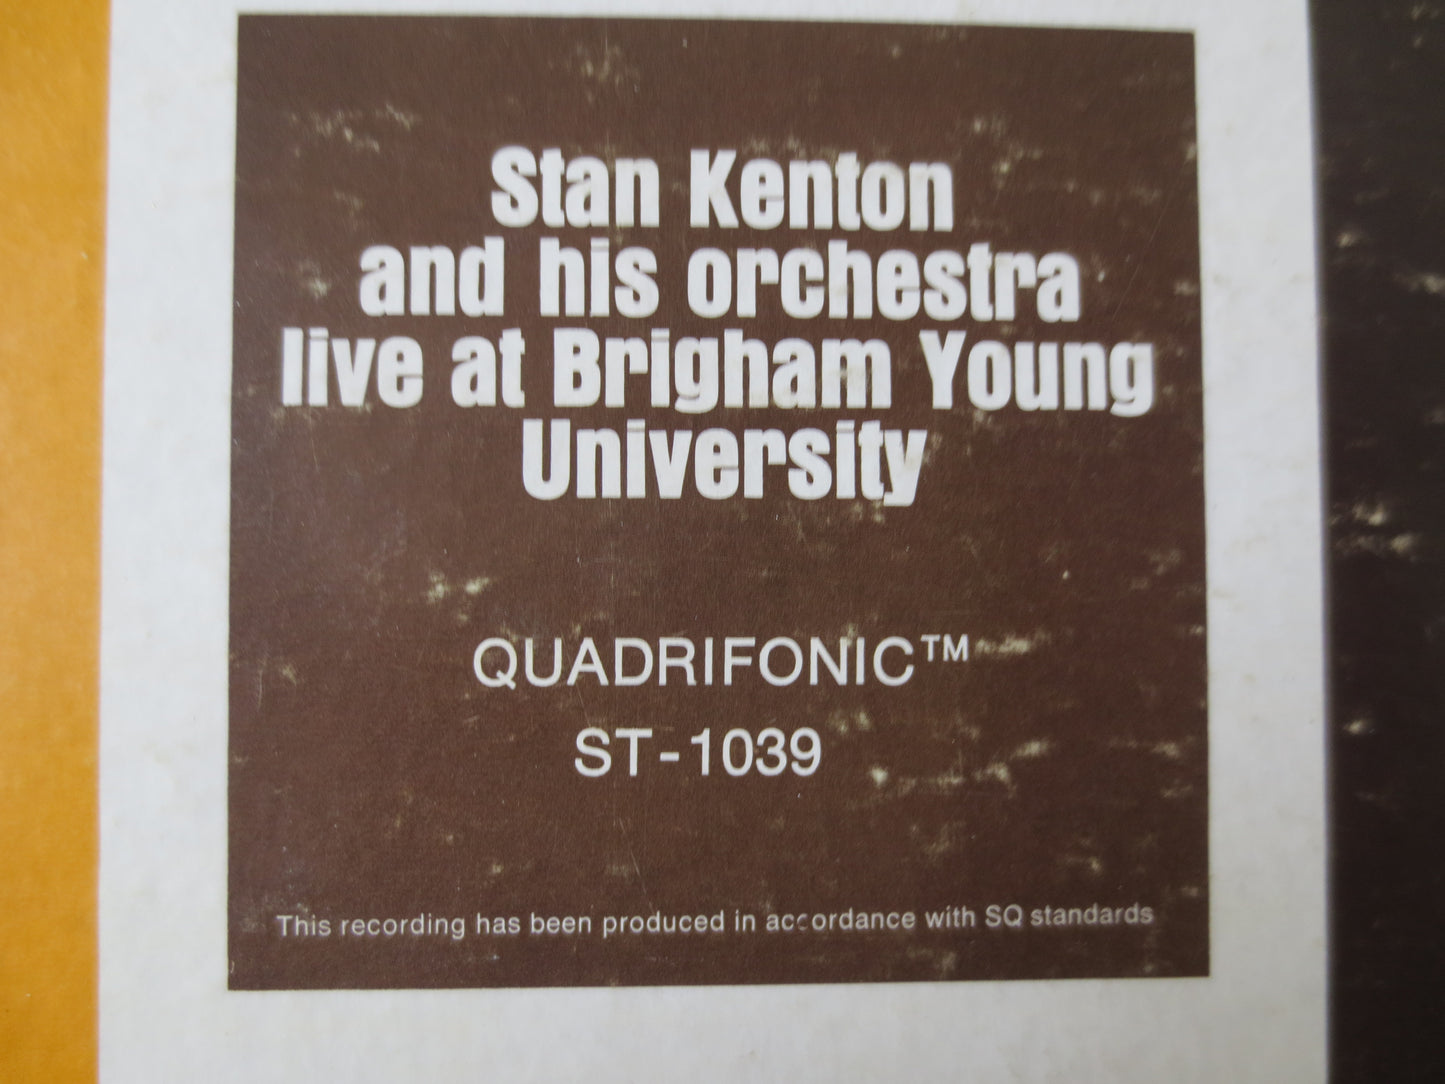 Stan Kenton
and his orchestra
live at Brigham Young
University
QUADRIFONIC™
ST-1039
This recording has been produced in accordance with SQ standards